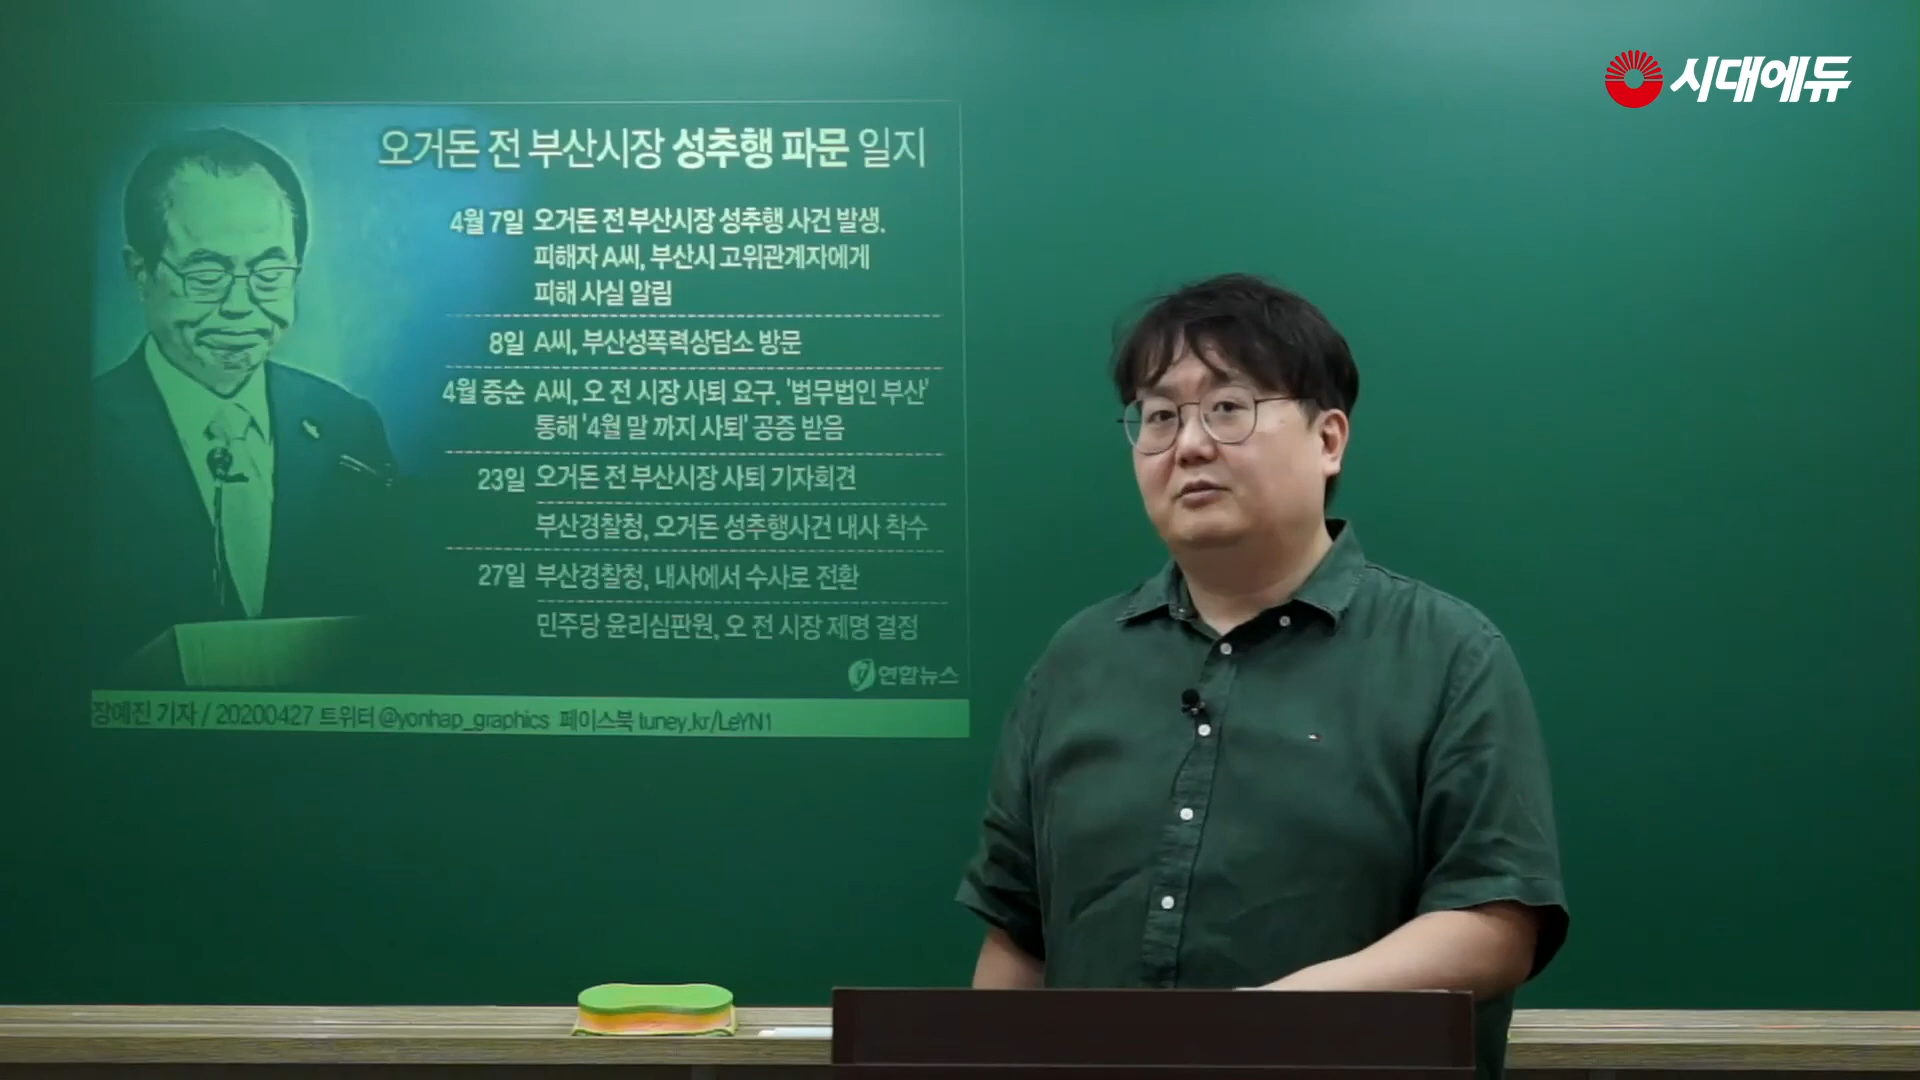 시대에듀
오거돈 전 부산시장 성추행 파문 일지
4월 7일 오거돈 전 부산시장 성추행 사건 발생.
피해자 A씨, 부산시 고위관계자에게
피해 사실 알림
8일 A씨, 부산성폭력상담소 방문
4월 중순 A씨, 오 전 시장 사퇴 요구. '법무법인 부산'
통해 '4월 말 까지 사퇴' 공증 받음
23일 오거돈 전 부산시장 사퇴 기자회견
부산경찰청, 오거돈 성추행사건 내사 착수
27일 부산경찰청, 내사에서 수사로 전환
민주당 윤리심판원, 오 전 시장 제명 결정
연합뉴스
장예진 기자 / 20200427 트위터 @yonhap_graphics 페이스북 tuney.kr/LeYN1